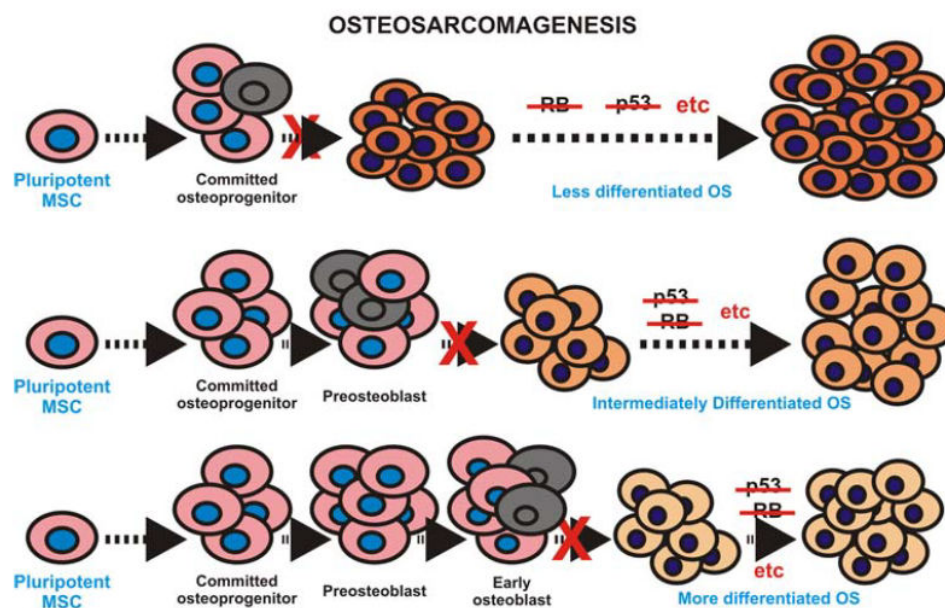 OSTEOSARCOMAGENESIS
RB p53 etc
Pluripotent
MSC
Committed
osteoprogenitor
X
Less differentiated OS
p53
RB
etc
Pluripotent
MSC
Committed
osteoprogenitor
Preosteoblast
X
Intermediately Differentiated OS
p53
RB
etc
Pluripotent
MSC
Committed
osteoprogenitor
Preosteoblast
Early
osteoblast
X
More differentiated OS